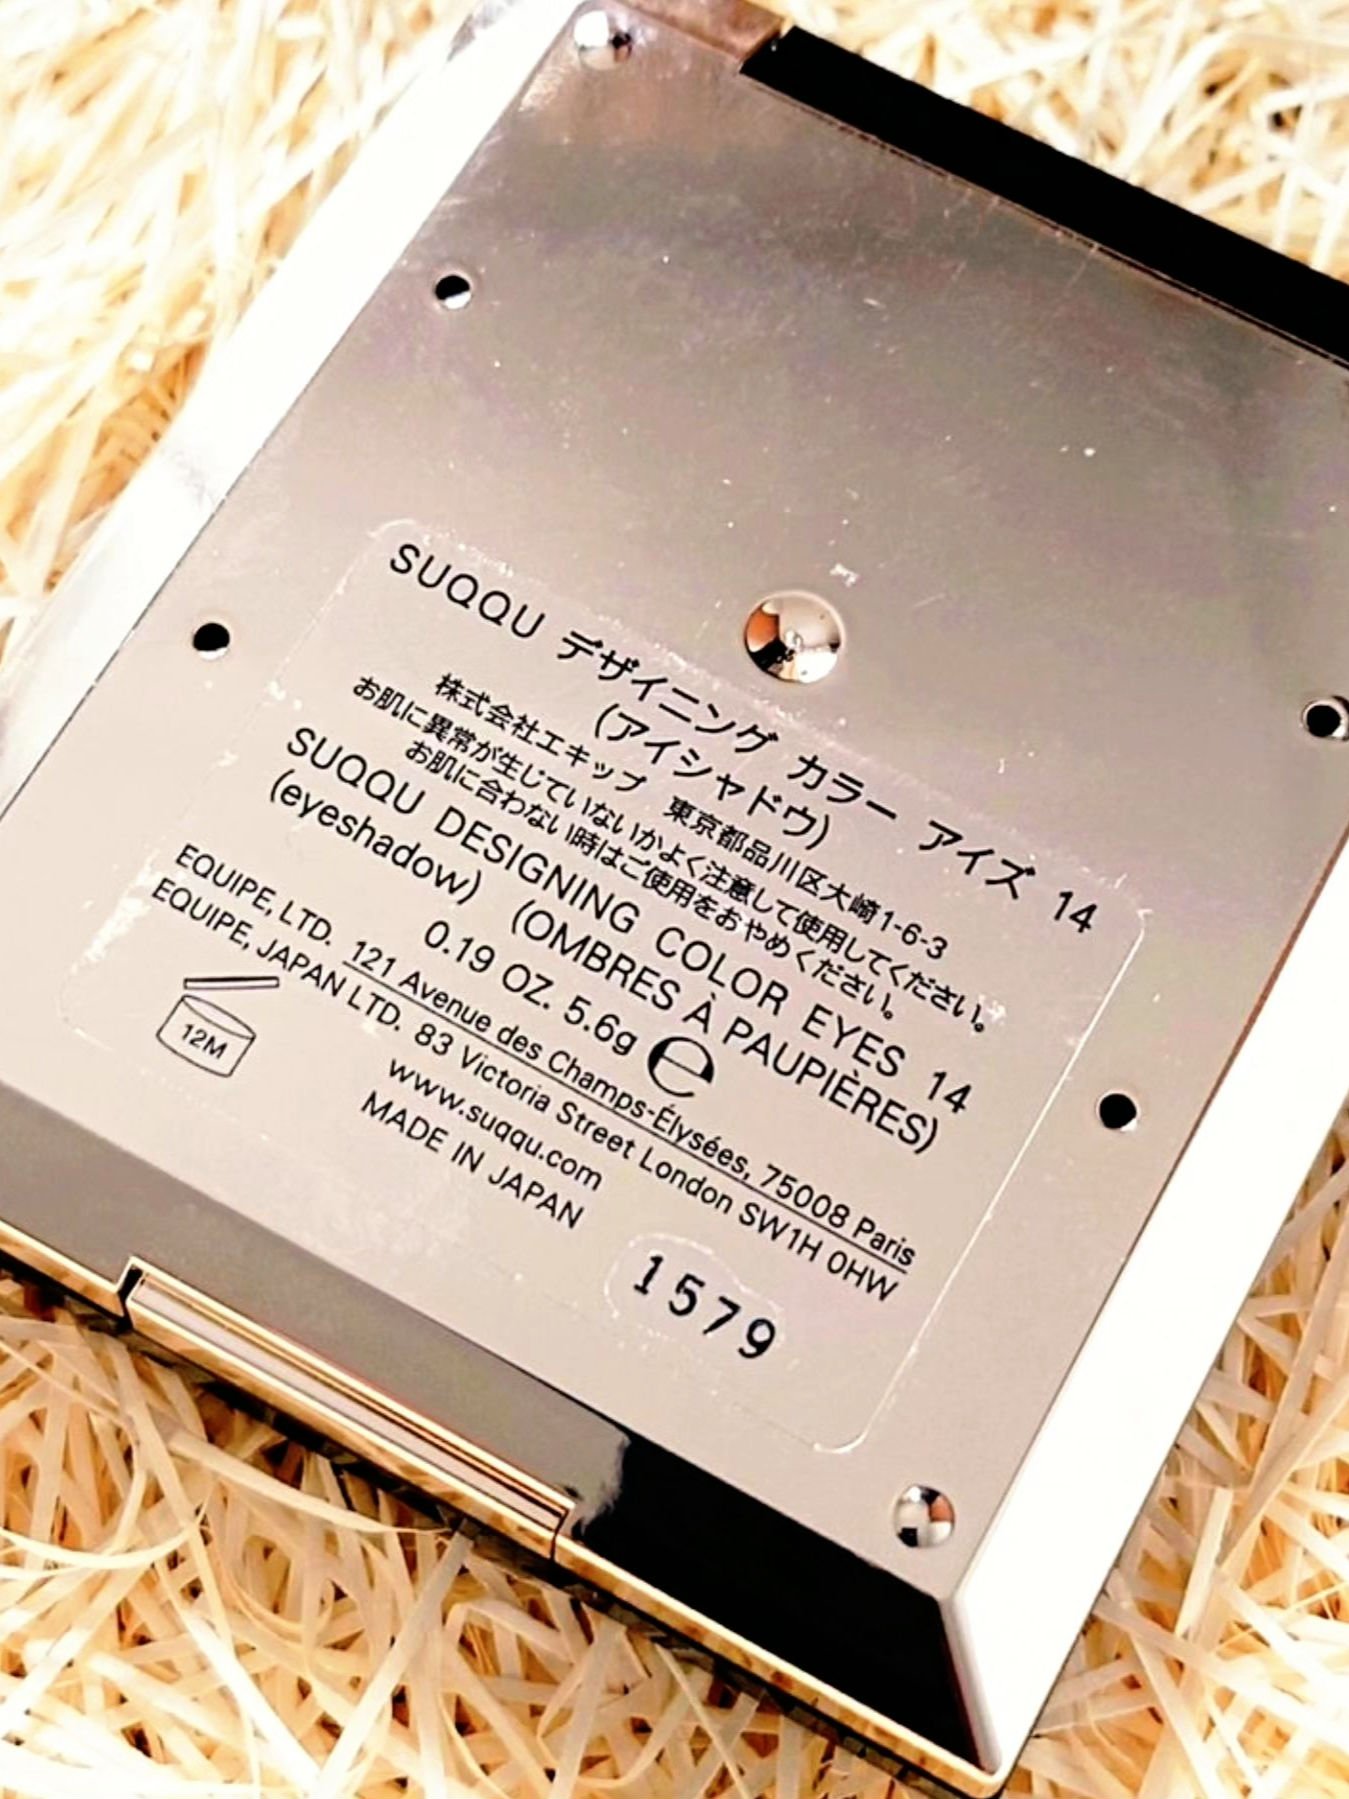 SUQQU デザイニング カラー アイズ 14
(アイシャドウ)
株式会社エキップ 東京都品川区大崎1-6-3
お肌に異常が生じていないかよく注意して使用してください。
お肌に合わない時はご使用をおやめください。
SUQQU DESIGNING COLOR EYES 14
(eyeshadow) (OMBRES À PAUPIÈRES)
0.19 OZ. 5.6g ℮
EQUIPE, LTD. 121 Avenue des Champs-Élysées, 75008 Paris
EQUIPE, JAPAN LTD. 83 Victoria Street London SW1H 0HW
www.suqqu.com
MADE IN JAPAN
12M
1579